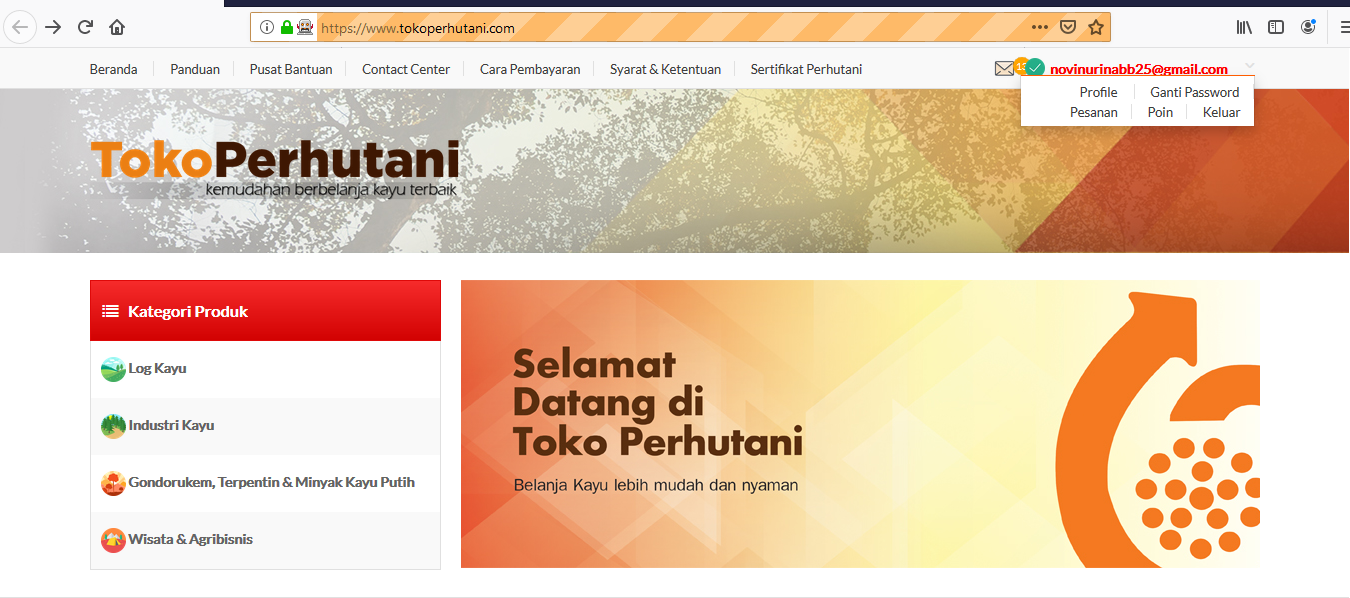 https://www.tokoperhutani.com
Beranda Panduan Pusat Bantuan Contact Center Cara Pembayaran Syarat & Ketentuan Sertifikat Perhutani novinurinabb25@gmail.com
Profile Ganti Password
Pesanan Poin Keluar
TokoPerhutani
kemudahan berbelanja kayu terbaik
Kategori Produk
Log Kayu
Industri Kayu
Gondorukem, Terpentin & Minyak Kayu Putih
Wisata & Agribisnis
Selamat
Datang di
Toko Perhutani
Belanja Kayu lebih mudah dan nyaman